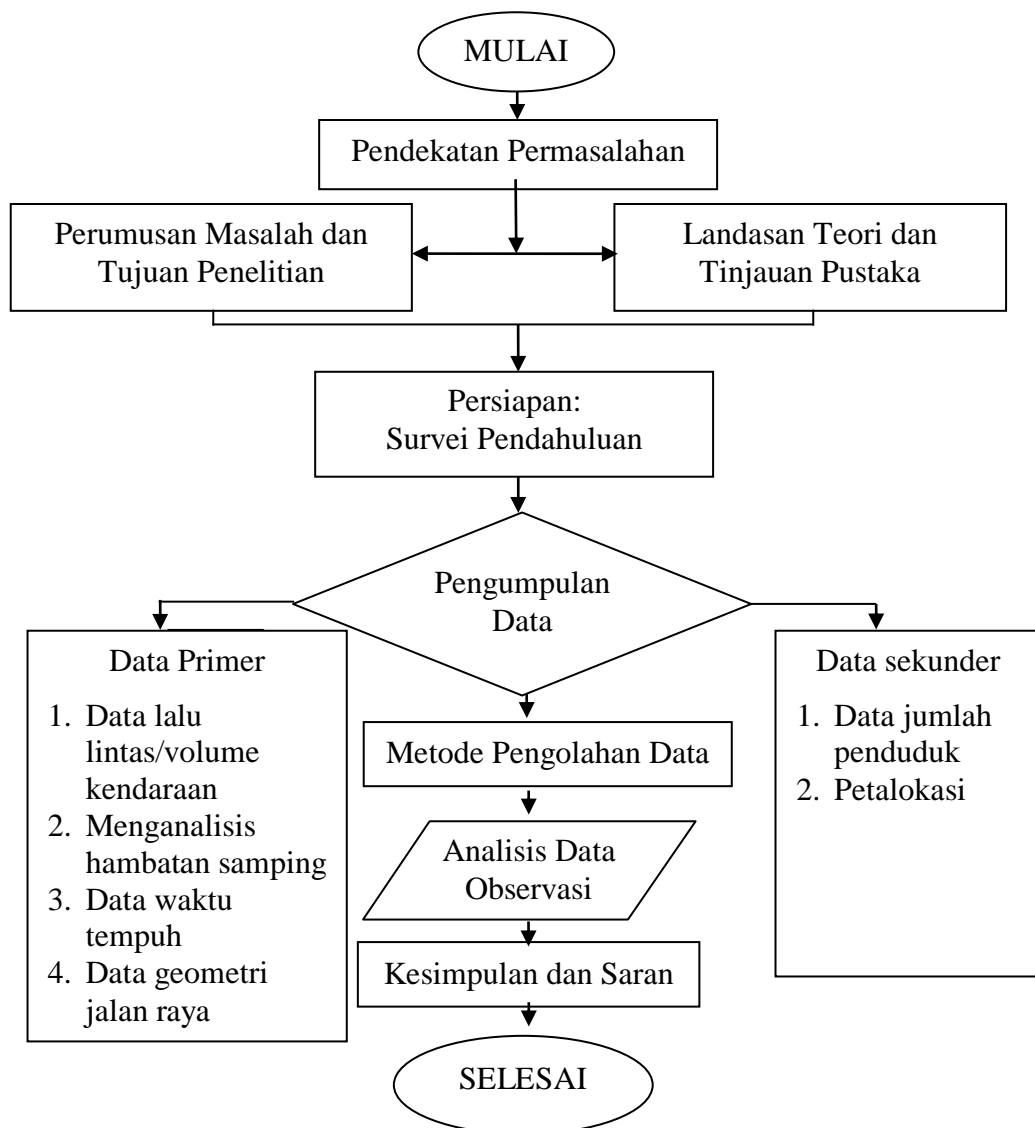 MULAI
Pendekatan Permasalahan
Perumusan Masalah dan
Tujuan Penelitian
Landasan Teori dan
Tinjauan Pustaka
Persiapan:
Survei Pendahuluan
Pengumpulan
Data
Data Primer
1. Data lalu
lintas/volume
kendaraan
2. Menganalisis
hambatan samping
3. Data waktu
tempuh
4. Data geometri
jalan raya
Metode Pengolahan Data
Analisis Data
Observasi
Kesimpulan dan Saran
Data sekunder
1. Data jumlah
penduduk
2. Petalokasi
SELESAI